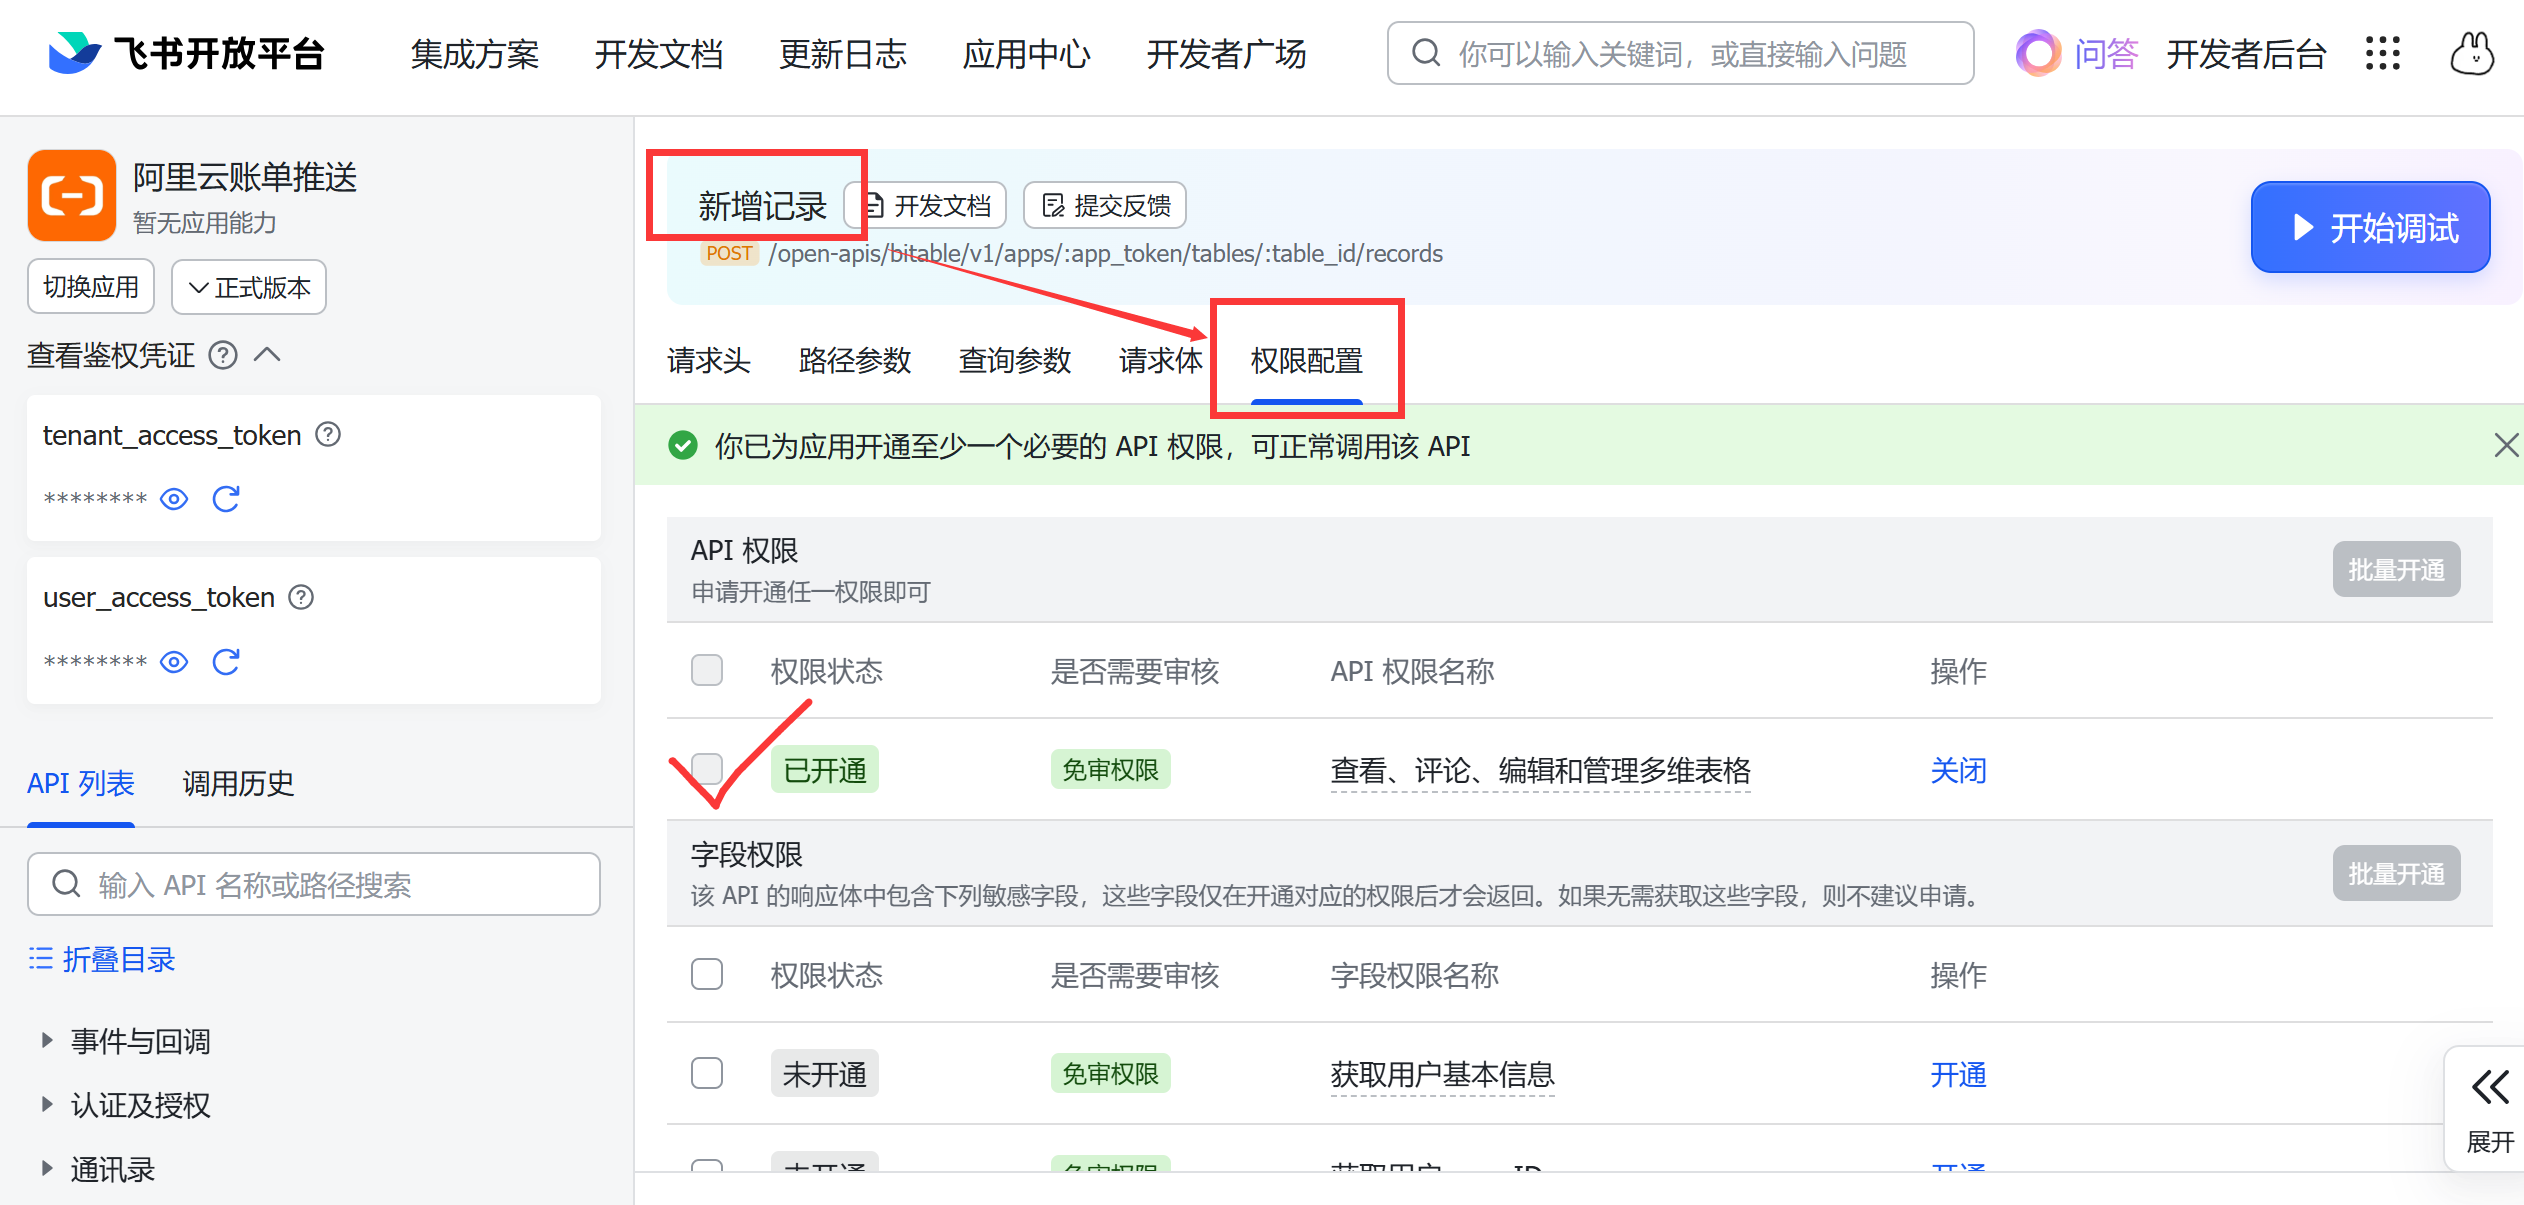 飞书开放平台 集成方案 开发文档 更新日志 应用中心 开发者广场 你可以输入关键词，或直接输入问题 问答 开发者后台
阿里云账单推送
暂无应用能力
切换应用 正式版本
查看鉴权凭证
tenant_access_token
********
user_access_token
********
API 列表 调用历史
输入 API 名称或路径搜索
折叠目录
事件与回调
认证及授权
通讯录
新增记录 开发文档 提交反馈
POST /open-apis/bitable/v1/apps/:app_token/tables/:table_id/records
开始调试
请求头 路径参数 查询参数 请求体 权限配置
你已为应用开通至少一个必要的 API 权限，可正常调用该 API
API 权限
申请开通任一权限即可
批量开通
权限状态 是否需要审核 API 权限名称 操作
已开通 免审权限 查看、评论、编辑和管理多维表格 关闭
字段权限
该 API 的响应体中包含下列敏感字段，这些字段仅在开通对应的权限后才会返回。如果无需获取这些字段，则不建议申请。
批量开通
权限状态 是否需要审核 字段权限名称 操作
未开通 免审权限 获取用户基本信息 开通
未开通 免审权限 获取用户 ID 开通
展开